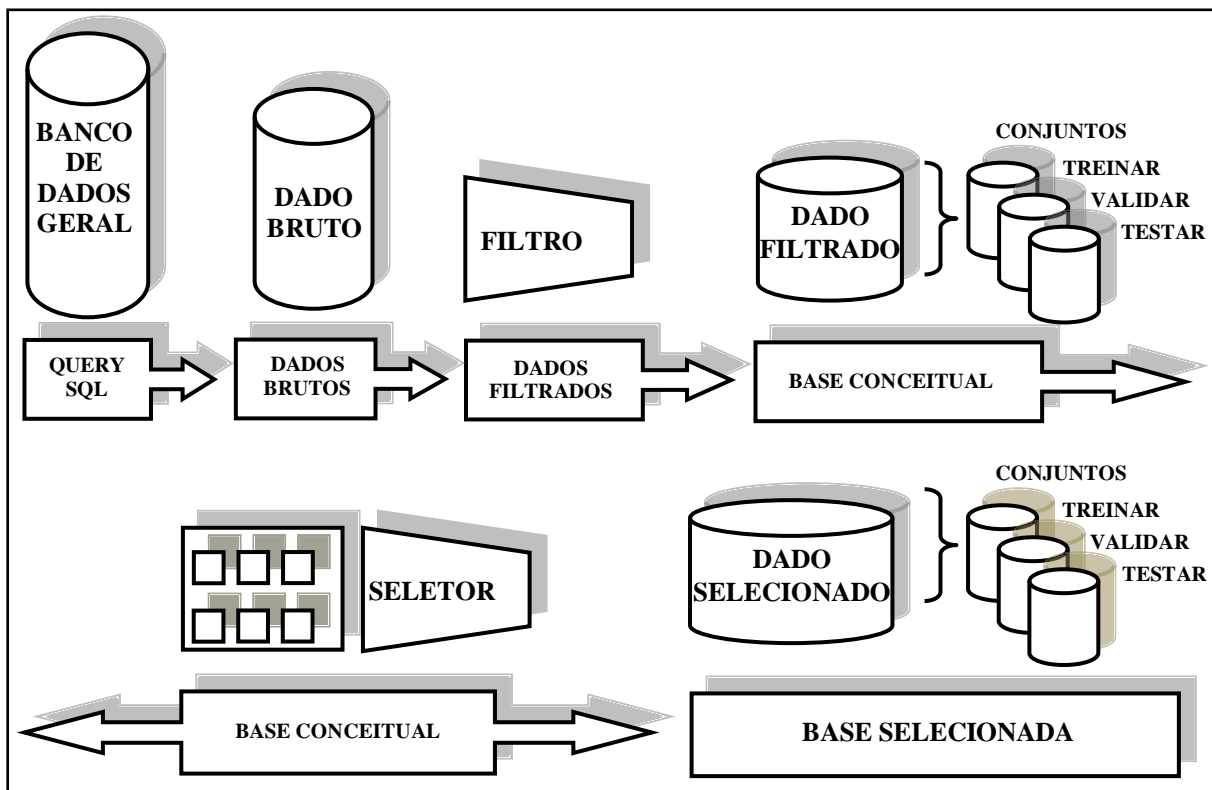 BANCO
DE
DADOS
GERAL
DADO
BRUTO
FILTRO
DADO
FILTRADO
CONJUNTOS
TREINAR
VALIDAR
TESTAR
QUERY
SQL
DADOS
BRUTOS
DADOS
FILTRADOS
BASE CONCEITUAL
SELETOR
DADO
SELECIONADO
CONJUNTOS
TREINAR
VALIDAR
TESTAR
BASE CONCEITUAL
BASE SELECIONADA